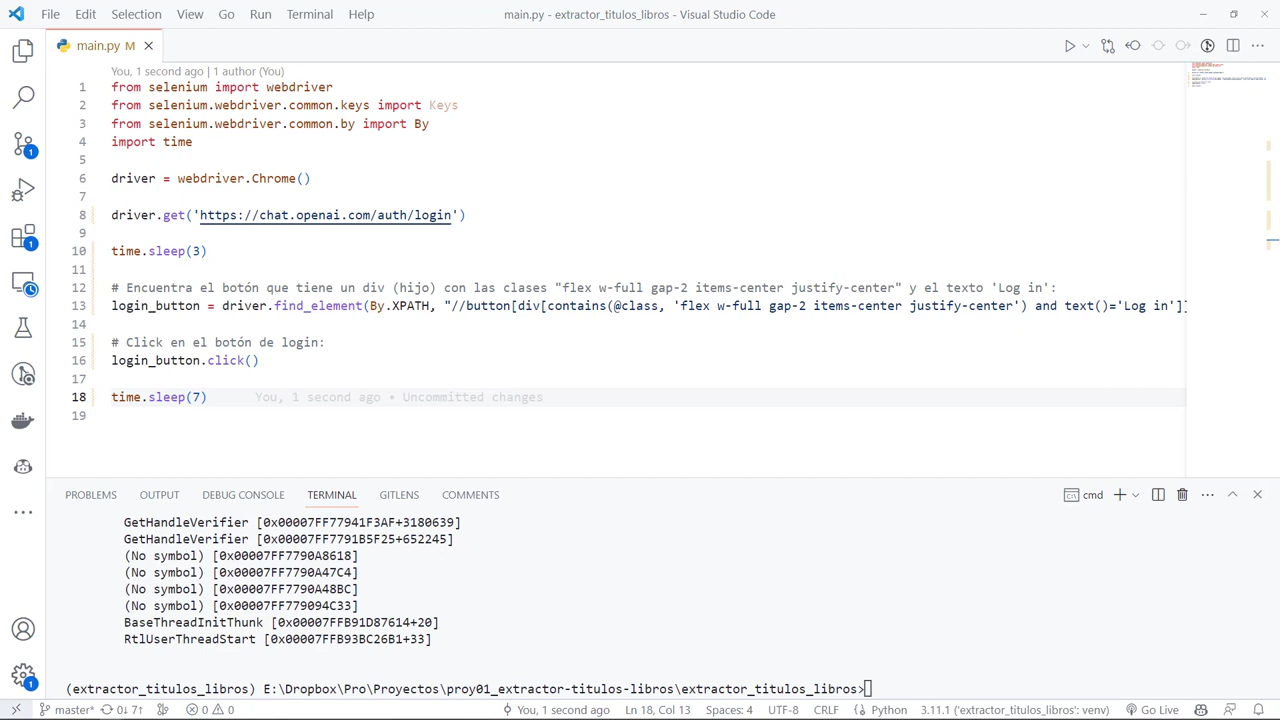 File Edit Selection View Go Run Terminal Help main.py - extractor_titulos_libros - Visual Studio Code
main.py M
You, 1 second ago | 1 author (You)
1 from selenium import webdriver
2 from selenium.webdriver.common.keys import Keys
3 from selenium.webdriver.common.by import By
4 import time
5
6 driver = webdriver.Chrome()
7
8 driver.get('https://chat.openai.com/auth/login')
9
10 time.sleep(3)
11
12 # Encuentra el botón que tiene un div (hijo) con las clases "flex w-full gap-2 items-center justify-center" y el texto 'Log in':
13 login_button = driver.find_element(By.XPATH, "//button[div[contains(@class, 'flex w-full gap-2 items-center justify-center') and text()='Log in']]
14
15 # Click en el botón de login:
16 login_button.click()
17
18 time.sleep(7) You, 1 second ago • Uncommitted changes
19
PROBLEMS OUTPUT DEBUG CONSOLE TERMINAL GITLENS COMMENTS cmd
GetHandleVerifier [0x00007FF77941F3AF+3180639]
GetHandleVerifier [0x00007FF7791B5F25+652245]
(No symbol) [0x00007FF7790A8618]
(No symbol) [0x00007FF7790A47C4]
(No symbol) [0x00007FF7790A48BC]
(No symbol) [0x00007FF779094C33]
BaseThreadInitThunk [0x00007FFB91D87614+20]
RtlUserThreadStart [0x00007FFB93BC26B1+33]
(extractor_titulos_libros) E:\Dropbox\Pro\Proyectos\proy01_extractor-titulos-libros\extractor_titulos_libros>
master* 0↓ 7↑ 0 0 You, 1 second ago Ln 18, Col 13 Spaces: 4 UTF-8 CRLF Python 3.11.1 ('extractor_titulos_libros': venv) Go Live